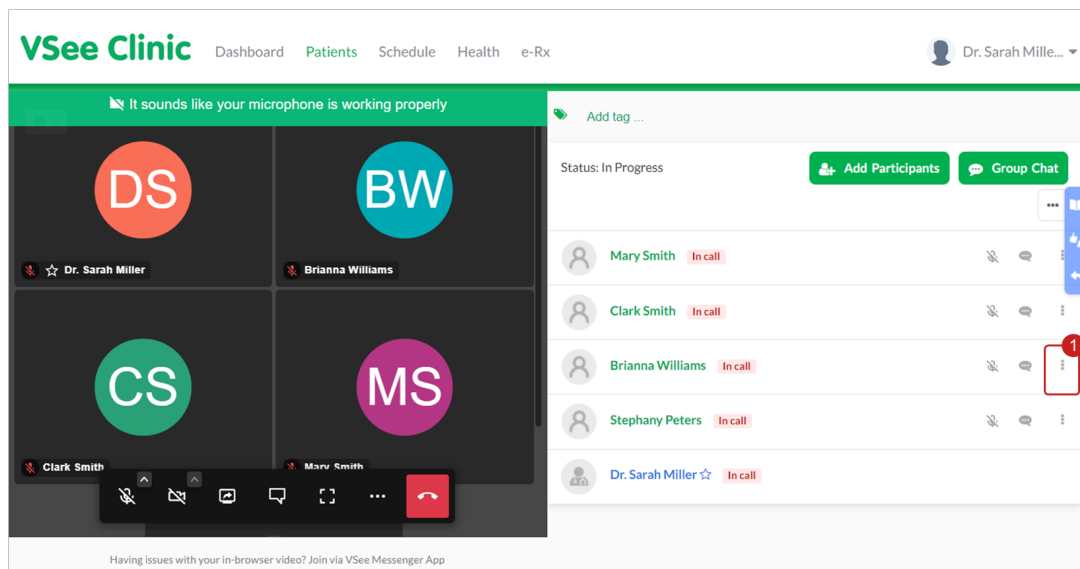 VSee Clinic
Dashboard Patients Schedule Health e-Rx
Dr. Sarah Mille...
It sounds like your microphone is working properly
DS
Dr. Sarah Miller
BW
Brianna Williams
CS
Clark Smith
MS
Mary Smith
Having issues with your in-browser video? Join via VSee Messenger App
Add tag ...
Status: In Progress
Add Participants
Group Chat
Mary Smith In call
Clark Smith In call
1
Brianna Williams In call
Stephany Peters In call
Dr. Sarah Miller In call